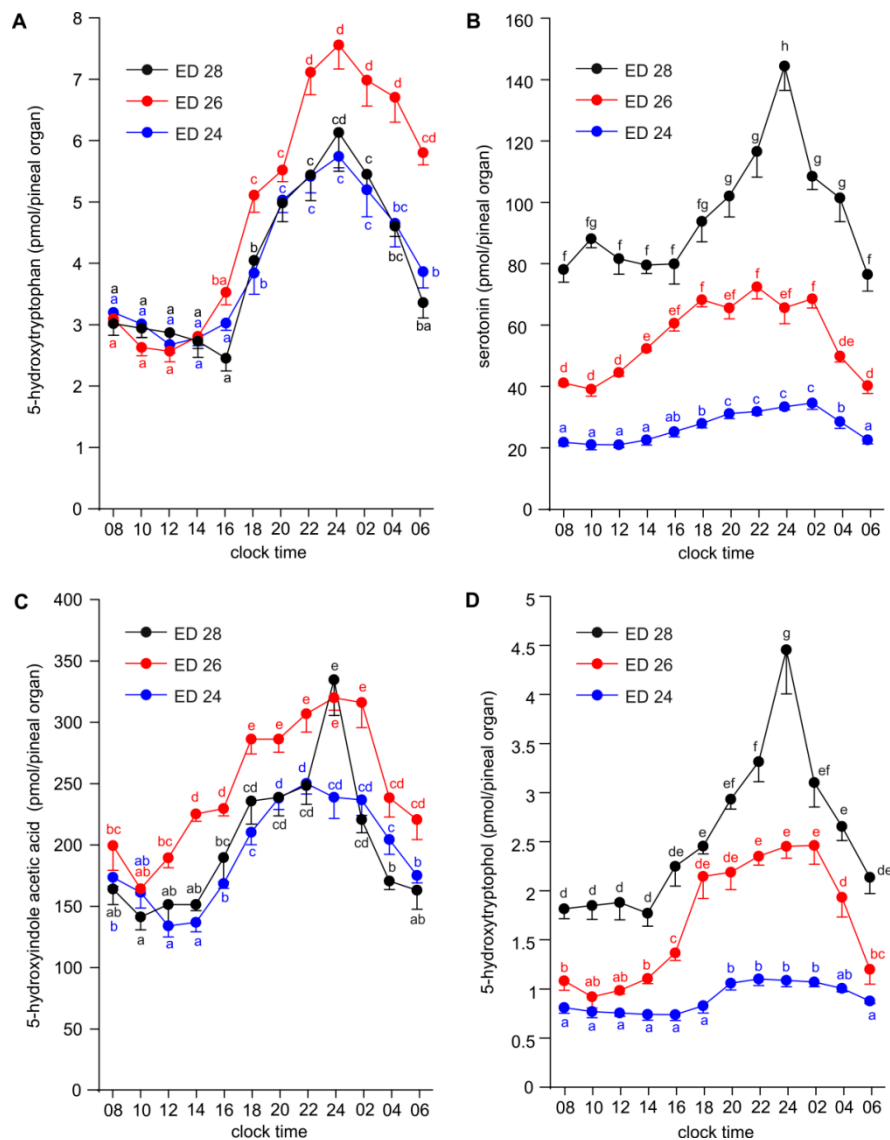 A
5-hydroxytryptophan (pmol/pineal organ)
8
7
6
5
4
3
2
1
0
ED 28
ED 26
ED 24
a a a a a b c c cd c bc ba
a a a a ba c c d d d d cd
a a a a a b c c c c bc b
08 10 12 14 16 18 20 22 24 02 04 06
clock time
B
serotonin (pmol/pineal organ)
160
140
120
100
80
60
40
20
0
ED 28
ED 26
ED 24
f fg f f f fg g g h g g f
d d d e ef f ef f ef f de d
a a a a ab b c c c c b a
08 10 12 14 16 18 20 22 24 02 04 06
clock time
C
5-hydroxyindole acetic acid (pmol/pineal organ)
400
350
300
250
200
150
100
50
0
ED 28
ED 26
ED 24
ab a ab ab bc cd cd cd e cd b ab
bc ab bc d d e e e e e cd cd
b ab a a b c d d cd cd c b
08 10 12 14 16 18 20 22 24 02 04 06
clock time
D
5-hydroxytryptophol (pmol/pineal organ)
5
4.5
4
3.5
3
2.5
2
1.5
1
0.5
0
ED 28
ED 26
ED 24
d d d d de e ef f g ef e de
b ab ab b c de de e e e d bc
a a a a a a b b b b ab a
08 10 12 14 16 18 20 22 24 02 04 06
clock time